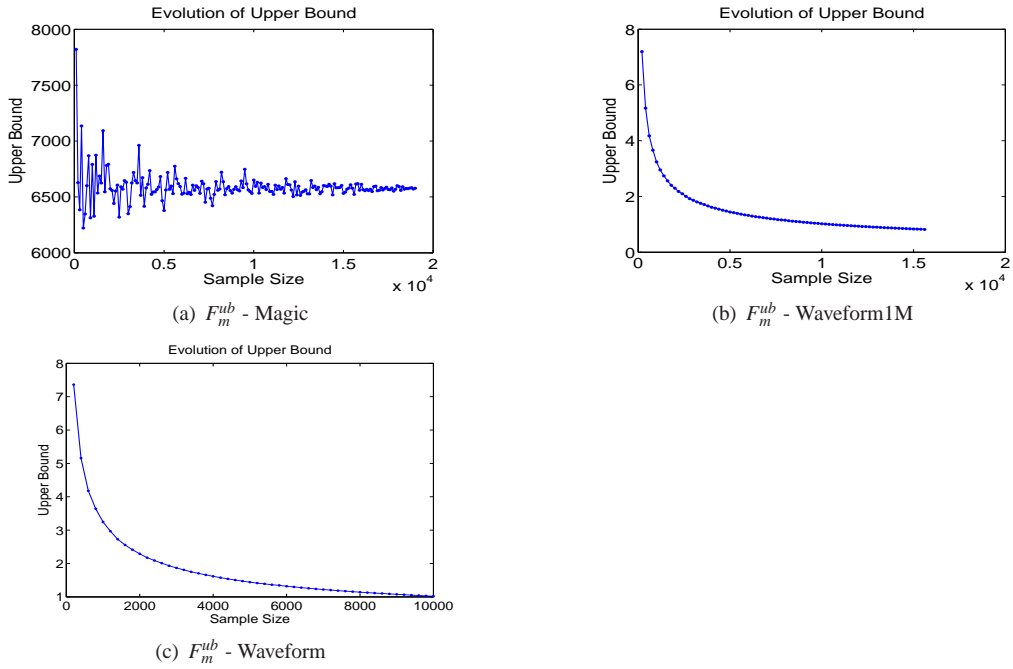 Evolution of Upper Bound
8000
7500
7000
6500
6000
Upper Bound
0 0.5 1 1.5 2
Sample Size
x 10^4
(a) F_m^{ub} - Magic
Evolution of Upper Bound
8
6
4
2
0
Upper Bound
0 0.5 1 1.5 2
Sample Size
x 10^4
(b) F_m^{ub} - Waveform1M
Evolution of Upper Bound
8
7
6
5
4
3
2
1
Upper Bound
0 2000 4000 6000 8000 10000
Sample Size
(c) F_m^{ub} - Waveform